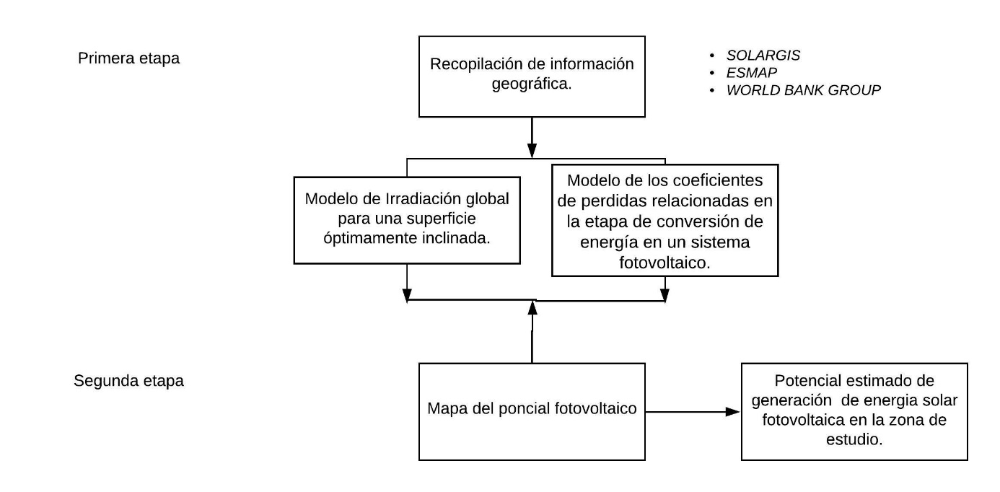 Primera etapa
Recopilación de información
geográfica.
• SOLARGIS
• ESMAP
• WORLD BANK GROUP
Modelo de Irradiación global
para una superficie
óptimamente inclinada.
Modelo de los coeficientes
de perdidas relacionadas en
la etapa de conversión de
energía en un sistema
fotovoltaico.
Segunda etapa
Mapa del poncial fotovoltaico
Potencial estimado de
generación  de energia solar
fotovoltaica en la zona de
estudio.